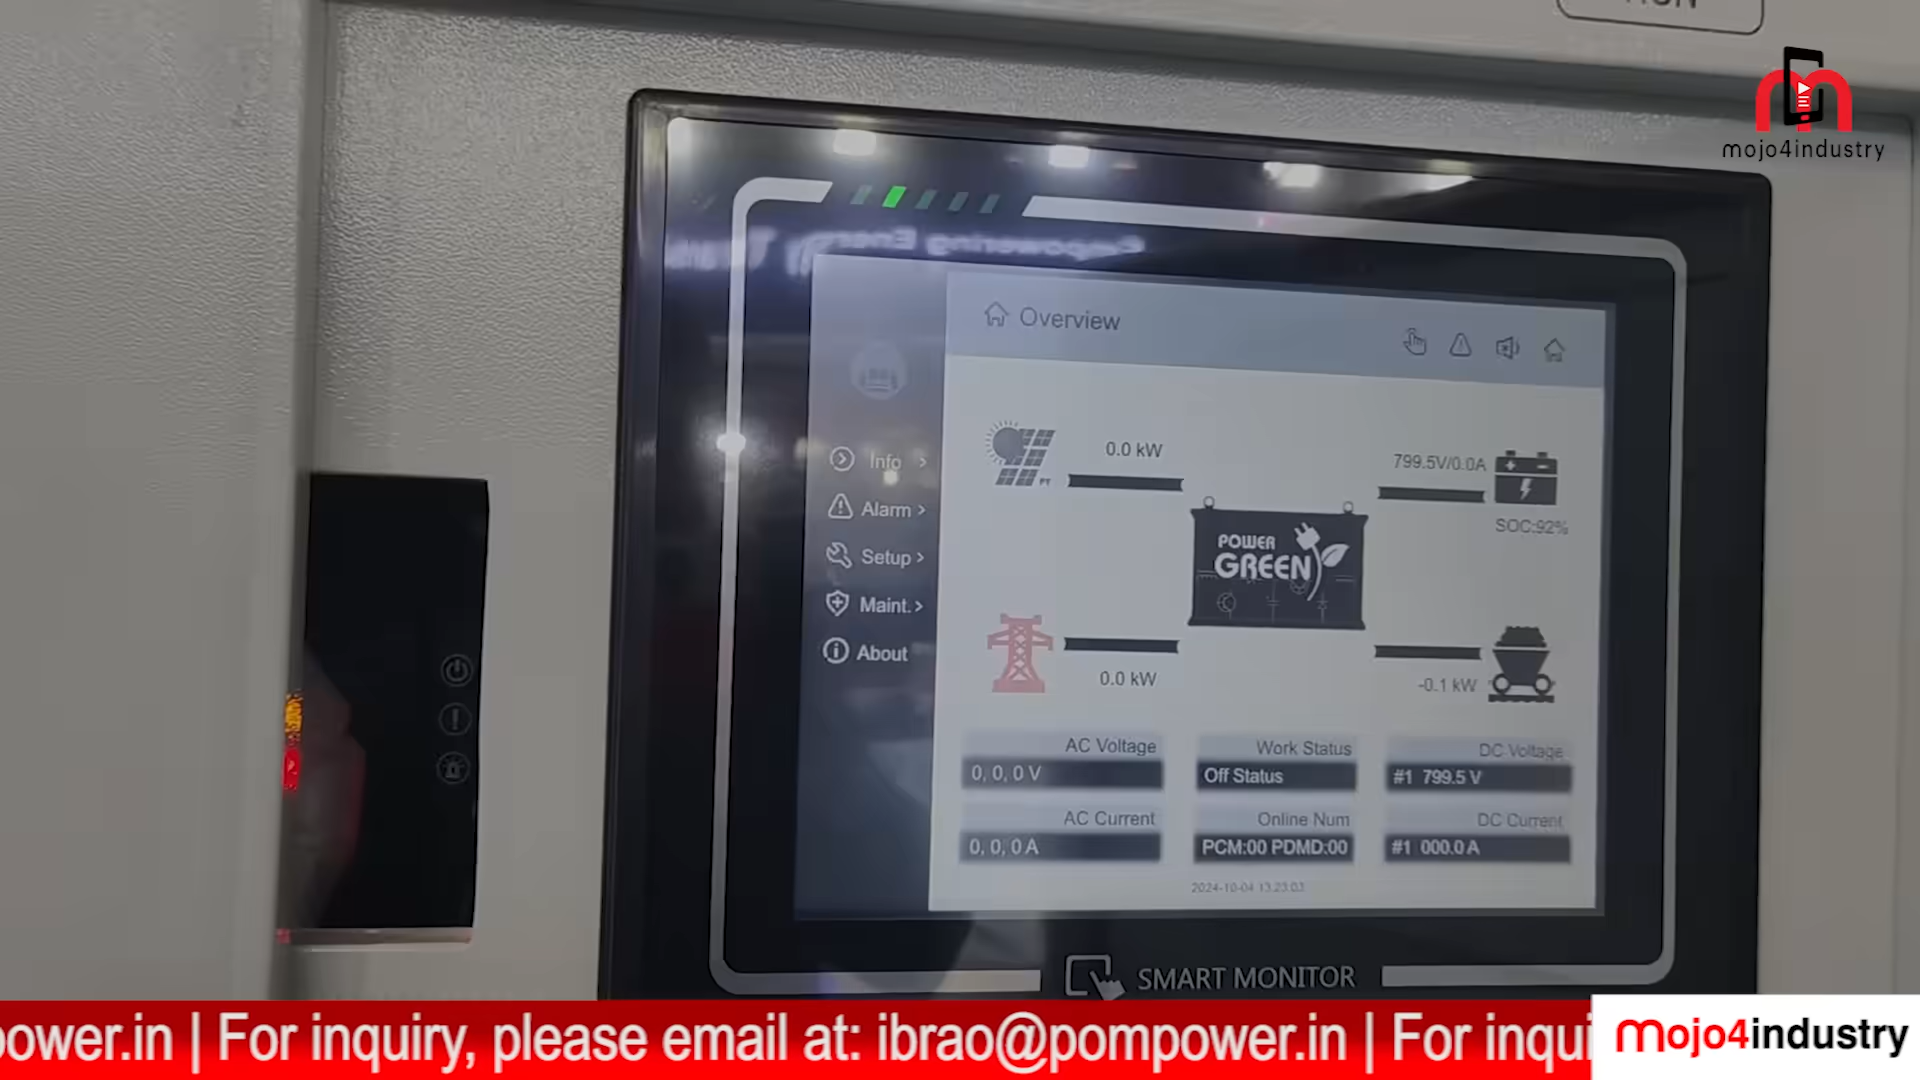 mojo4industry
Overview
Info >
Alarm >
Setup >
Maint. >
About
0.0 kW
PT
799.5V/0.0A
SOC:92%
POWER
GREEN
0.0 kW
-0.1 kW
AC Voltage
0, 0, 0 V
Work Status
Off Status
DC Voltage
#1 799.5 V
AC Current
0, 0, 0 A
Online Num
PCM:00 PDMD:00
DC Current
#1 000.0 A
2024-10-04 13:23:03
SMART MONITOR
power.in | For inquiry, please email at: ibrao@pompower.in | For inqui
mojo4industry